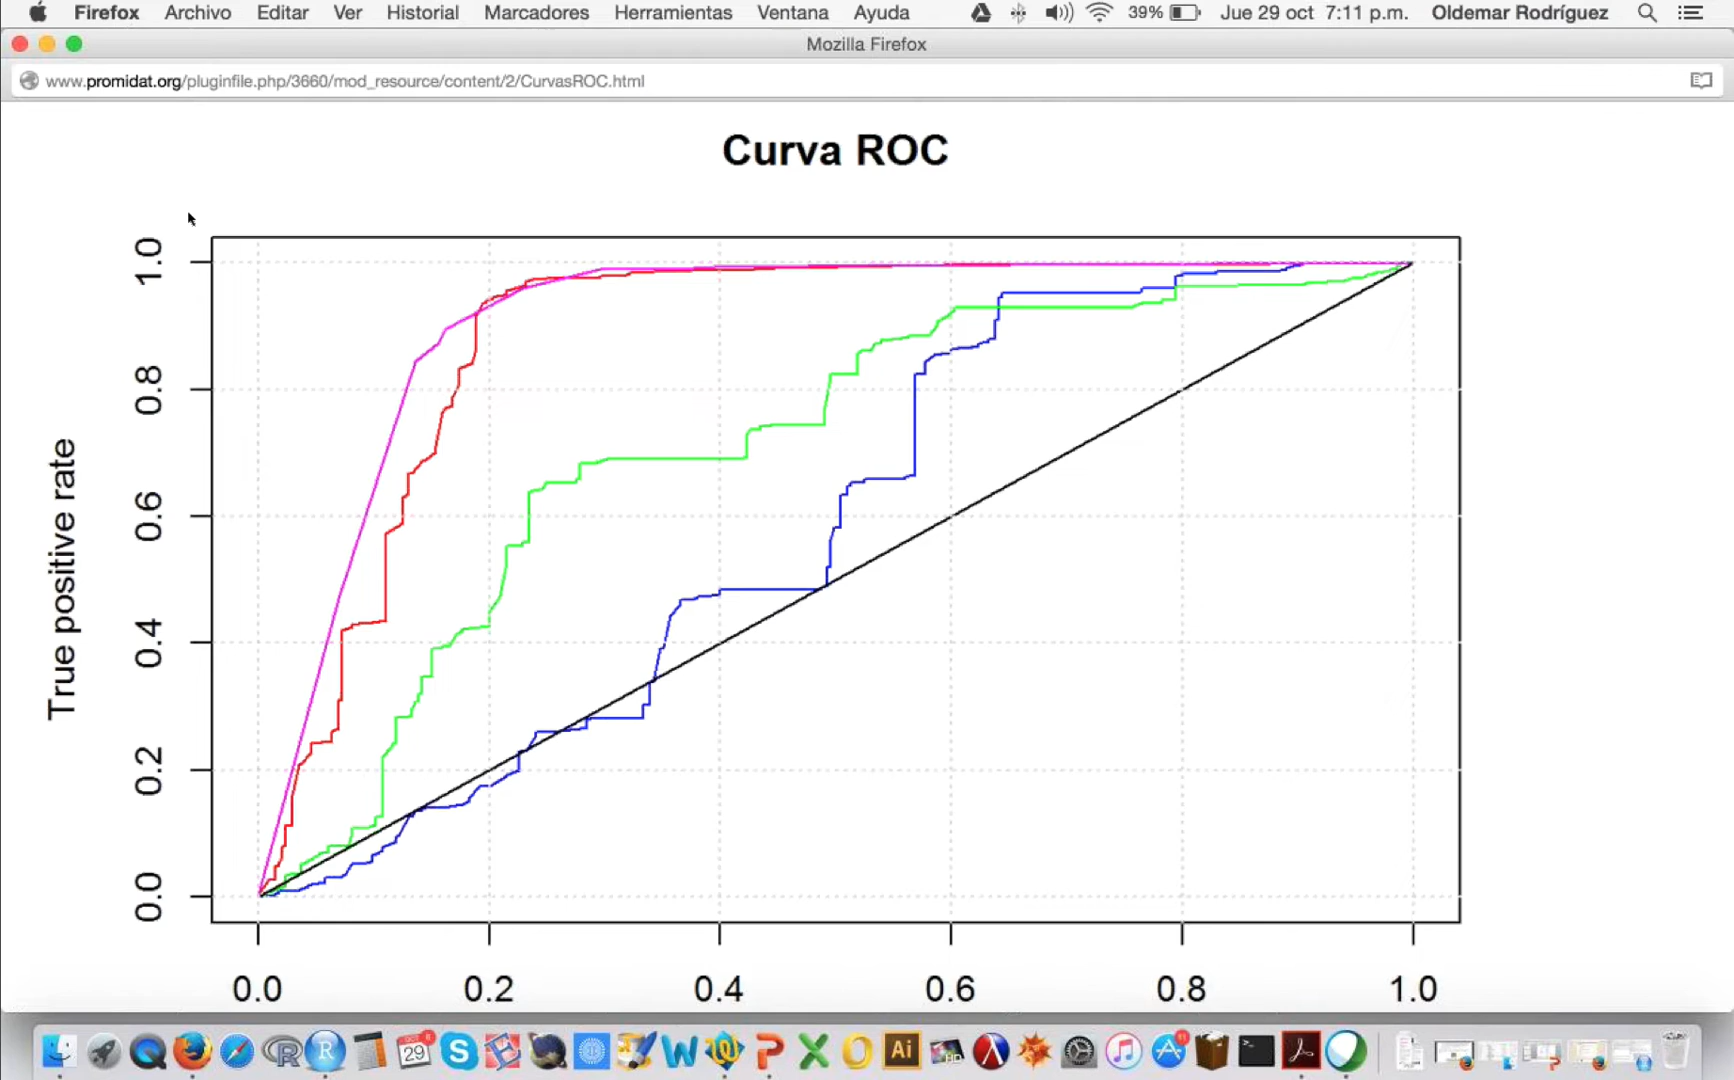 Firefox Archivo Editar Ver Historial Marcadores Herramientas Ventana Ayuda 39% Jue 29 oct 7:11 p.m. Oldemar Rodríguez
Mozilla Firefox
www.promidat.org/pluginfile.php/3660/mod_resource/content/2/CurvasROC.html
Curva ROC
True positive rate
1.0
0.8
0.6
0.4
0.2
0.0
0.0 0.2 0.4 0.6 0.8 1.0
29
Ai